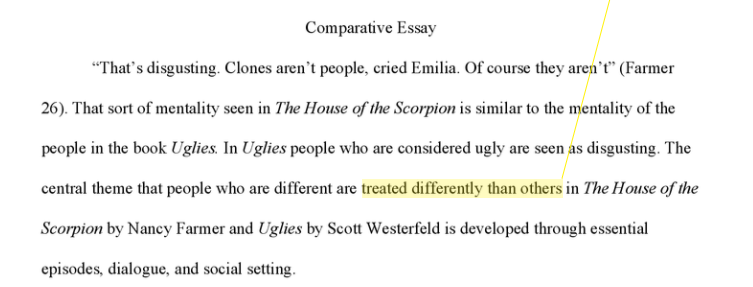 Comparative Essay
“That’s disgusting. Clones aren’t people, cried Emilia. Of course they aren’t” (Farmer
26). That sort of mentality seen in The House of the Scorpion is similar to the mentality of the
people in the book Uglies. In Uglies people who are considered ugly are seen as disgusting. The
central theme that people who are different are treated differently than others in The House of the
Scorpion by Nancy Farmer and Uglies by Scott Westerfeld is developed through essential
episodes, dialogue, and social setting.